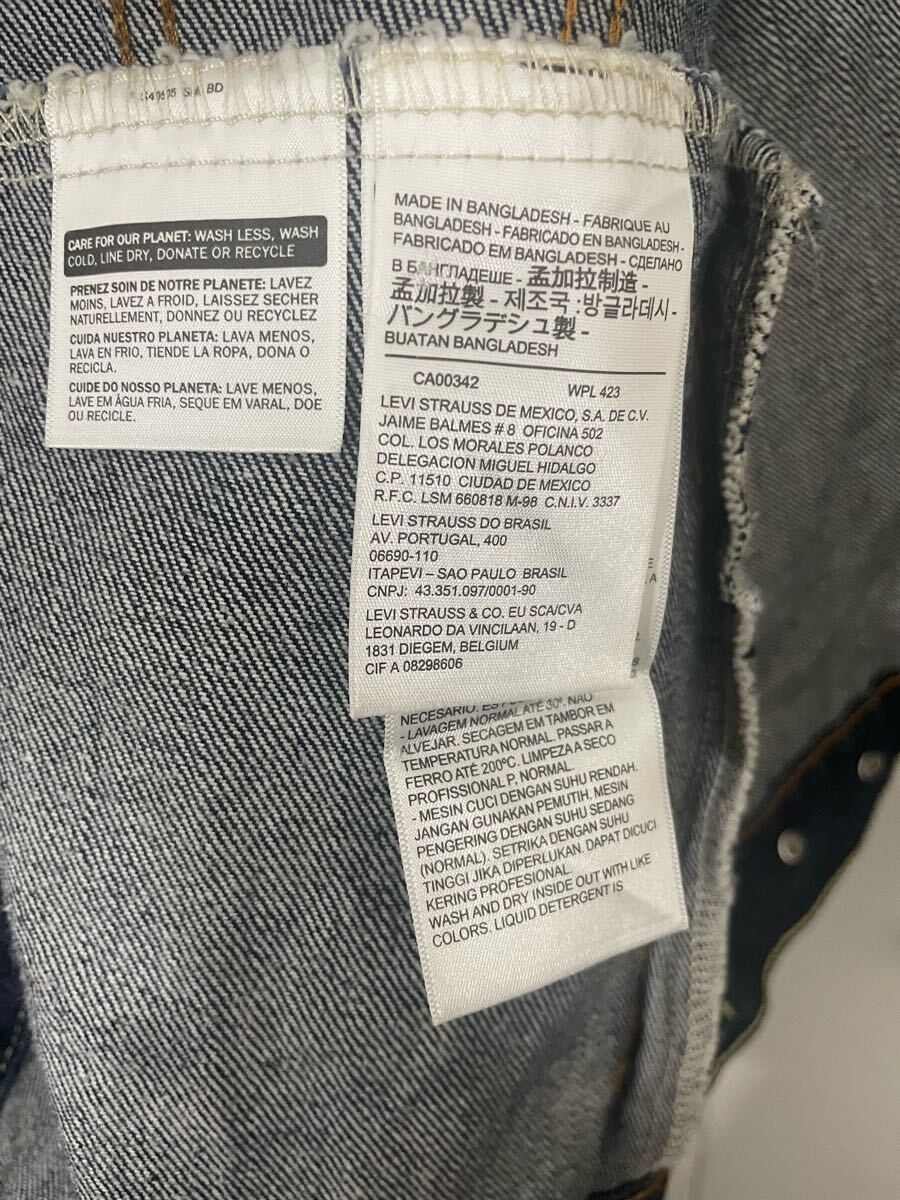 BD
CARE FOR OUR PLANET: WASH LESS, WASH
COLD, LINE DRY, DONATE OR RECYCLE
PRENEZ SOIN DE NOTRE PLANETE: LAVEZ
MOINS, LAVEZ A FROID, LAISSEZ SECHER
NATURELLEMENT, DONNEZ OU RECYCLEZ
CUIDA NUESTRO PLANETA: LAVA MENOS,
LAVA EN FRIO, TIENDE LA ROPA, DONA O
RECICLA.
CUIDE DO NOSSO PLANETA: LAVE MENOS,
LAVE EM ÁGUA FRIA, SEQUE EM VARAL, DOE
OU RECICLE.
MADE IN BANGLADESH - FABRIQUE AU
BANGLADESH - FABRICADO EN BANGLADESH -
FABRICADO EM BANGLADESH - СДЕЛАНО
В БАНГЛАДЕШЕ - 孟加拉制造 -
孟加拉製 - 제조국 :방글라데시 -
バングラデシュ製 -
BUATAN BANGLADESH
CA00342 WPL 423
LEVI STRAUSS DE MEXICO, S.A. DE C.V.
JAIME BALMES # 8 OFICINA 502
COL. LOS MORALES POLANCO
DELEGACION MIGUEL HIDALGO
C.P. 11510 CIUDAD DE MEXICO
R.F.C. LSM 660818 M-98 C.N.I.V. 3337
LEVI STRAUSS DO BRASIL
AV. PORTUGAL, 400
06690-110
ITAPEVI – SAO PAULO BRASIL
CNPJ: 43.351.097/0001-90
LEVI STRAUSS & CO. EU SCA/CVA
LEONARDO DA VINCILAAN, 19 - D
1831 DIEGEM, BELGIUM
CIF A 08298606
NECESARIO.
- LAVAGEM NORMAL ATÉ 30º. NÃO
ALVEJAR. SECAGEM EM TAMBOR EM
TEMPERATURA NORMAL. PASSAR A
FERRO ATÉ 200ºC. LIMPEZA A SECO
PROFISSIONAL P. NORMAL.
- MESIN CUCI DENGAN SUHU RENDAH.
JANGAN GUNAKAN PEMUTIH. MESIN
PENGERING DENGAN SUHU SEDANG
(NORMAL). SETRIKA DENGAN SUHU
TINGGI JIKA DIPERLUKAN. DAPAT DICUCI
KERING PROFESIONAL.
WASH AND DRY INSIDE OUT WITH LIKE
COLORS. LIQUID DETERGENT IS